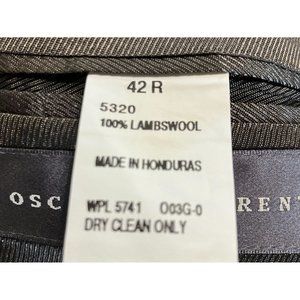 42 R
5320
100% LAMBSWOOL
MADE IN HONDURAS
OSC RENT
WPL 5741 O03G-0
DRY CLEAN ONLY